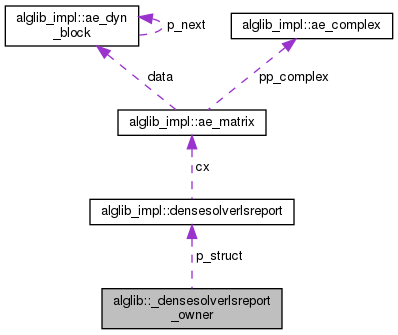 alglib_impl::ae_dyn
_block
p_next
alglib_impl::ae_complex
data
pp_complex
alglib_impl::ae_matrix
cx
alglib_impl::densesolverlsreport
p_struct
alglib::_densesolverlsreport
_owner